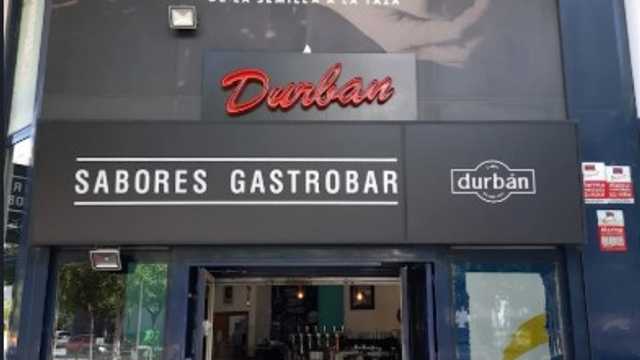 DE LA SEMILLA A LA TAZA
Durban
SABORES GASTROBAR
durbán